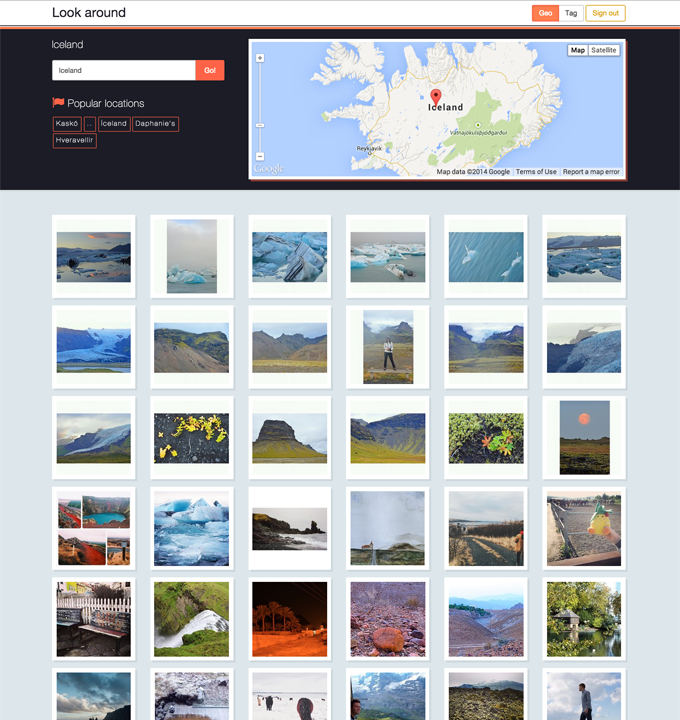 Look around
Geo Tag Sign out
Iceland
Iceland Go!
Popular locations
Kaskö .. Iceland Daphanie's
Hveravellir
Map Satellite
Iceland
Vatnajökulsþjóðgarður
Reykjavik
Google
Map data ©2014 Google Terms of Use Report a map error